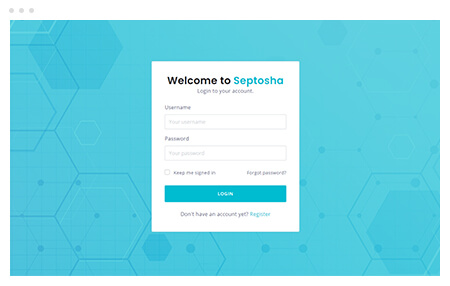 Welcome to Septosha
Login to your account.
Username
Your username
Password
Your password
Keep me signed in Forgot password?
LOGIN
Don't have an account yet? Register